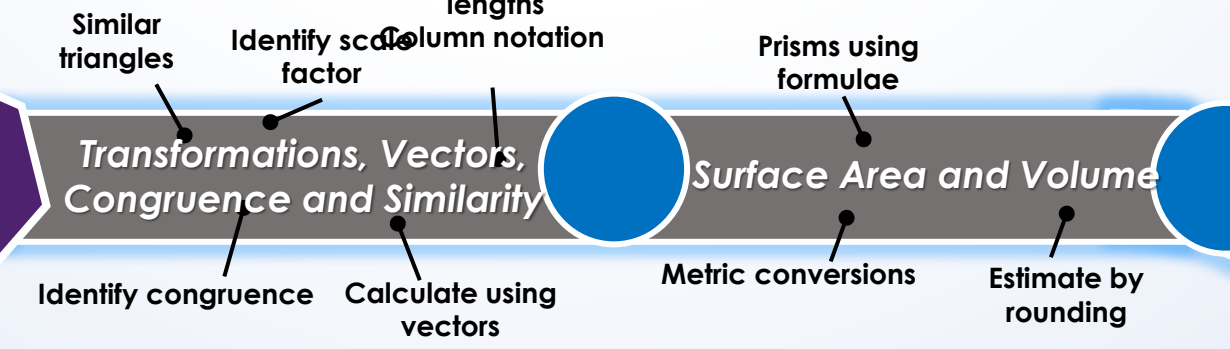 Similar
triangles
Identify scale
factor
lengths
Column notation
Prisms using
formulae
Transformations, Vectors,
Congruence and Similarity
Surface Area and Volume
Identify congruence
Calculate using
vectors
Metric conversions
Estimate by
rounding